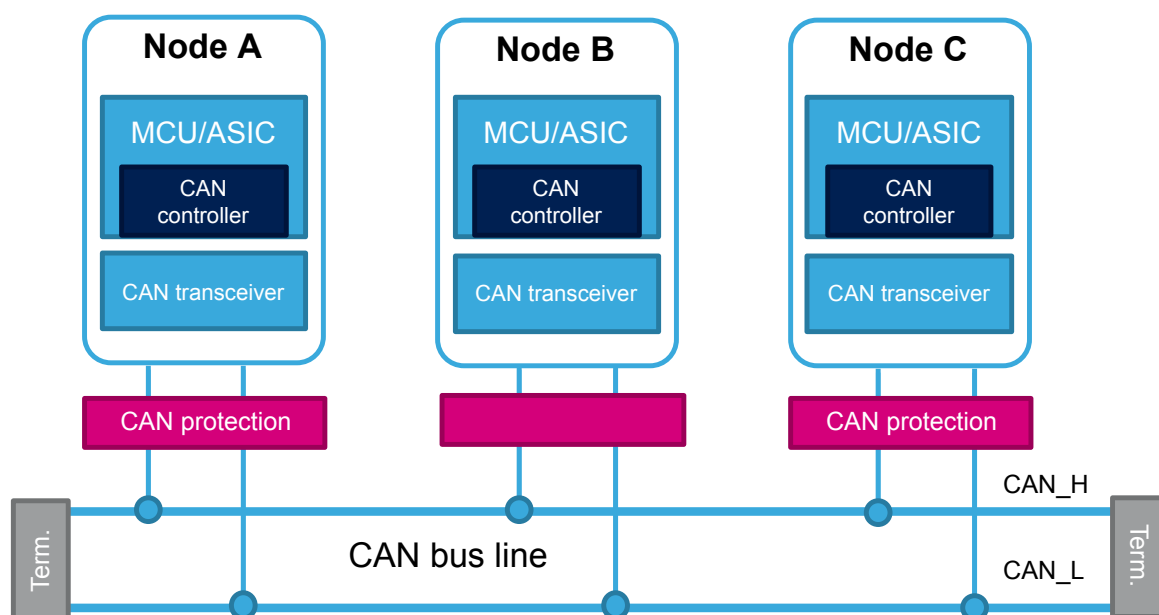 Node A
Node B
Node C
MCU/ASIC
MCU/ASIC
MCU/ASIC
CAN
controller
CAN
controller
CAN
controller
CAN transceiver
CAN transceiver
CAN transceiver
CAN protection
CAN protection
CAN_H
Term.
CAN bus line
Term.
CAN_L